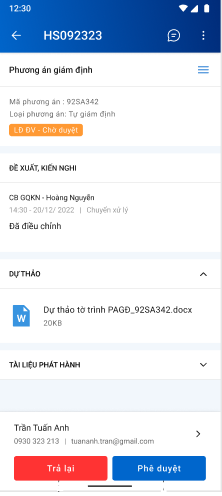 12:30
HS092323
Phương án giám định
Mã phương án : 92SA342
Loại phương án: Tự giám định
LĐ ĐV - Chờ duyệt
ĐỀ XUẤT, KIẾN NGHỊ
CB GQKN - Hoàng Nguyễn
14:30 - 20/12/ 2022 | Chuyển xử lý
Đã điều chỉnh
DỰ THẢO
W
Dự thảo tờ trình PAGĐ_92SA342.docx
20KB
TÀI LIỆU PHÁT HÀNH
Trần Tuấn Anh
0930 323 213 | tuananh.tran@gmail.com
Trả lại
Phê duyệt